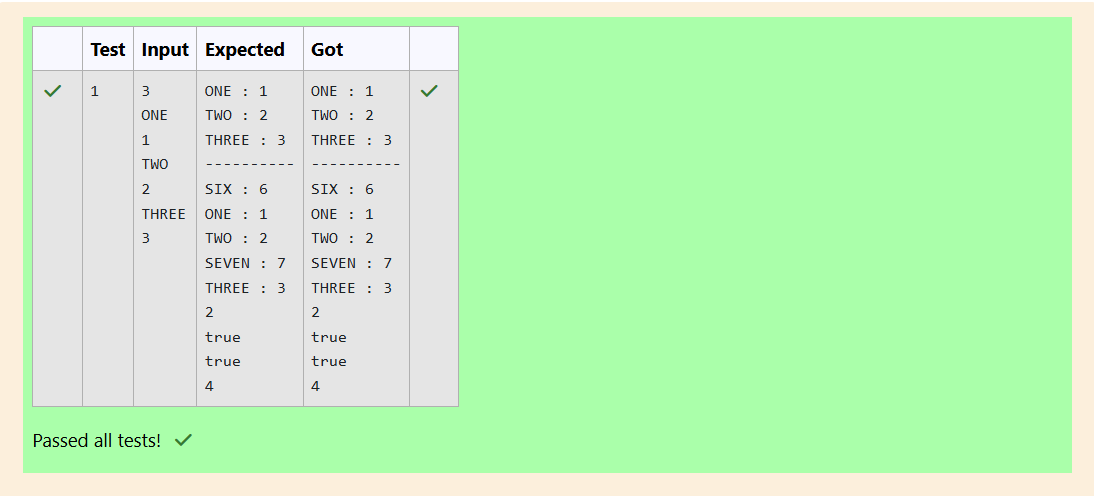 Test Input Expected Got
1 3 ONE : 1 ONE : 1
ONE TWO : 2 TWO : 2
1 THREE : 3 THREE : 3
TWO ---------- ----------
2 SIX : 6 SIX : 6
THREE ONE : 1 ONE : 1
3 TWO : 2 TWO : 2
SEVEN : 7 SEVEN : 7
THREE : 3 THREE : 3
2 2
true true
true true
4 4
Passed all tests!